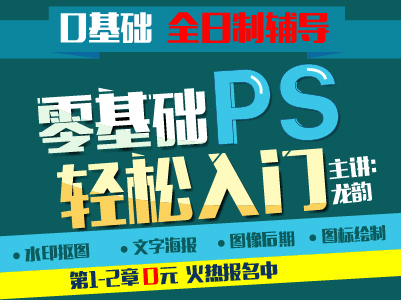 0基础 全日制辅导
零基础PS
轻松入门
主讲:
龙韵
• 水印抠图 • 文字海报 • 图像后期 • 图标绘制
第1-2章0元 火热报名中